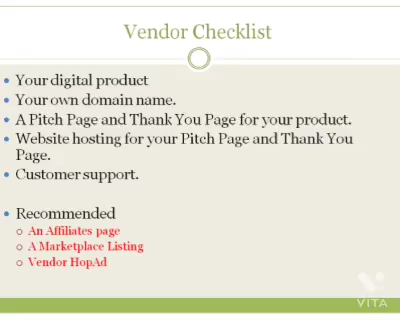 Vendor Checklist
Your digital product
Your own domain name.
A Pitch Page and Thank You Page for your product.
Website hosting for your Pitch Page and Thank You
Page.
Customer support.
Recommended
An Affiliates page
A Marketplace Listing
Vendor HopAd
VITA